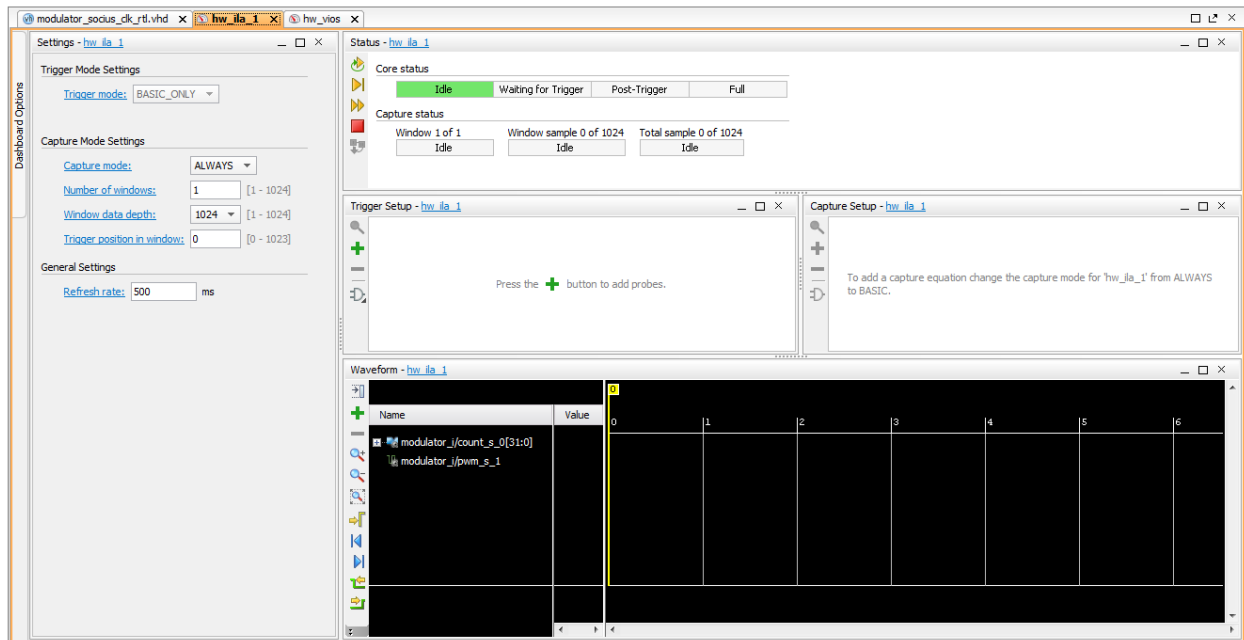 modulator_socius_clk_rtl.vhd hw_ila_1 hw_vios
Dashboard Options
Settings - hw_ila_1
Trigger Mode Settings
Trigger mode: BASIC_ONLY
Capture Mode Settings
Capture mode: ALWAYS
Number of windows: 1 [1 - 1024]
Window data depth: 1024 [1 - 1024]
Trigger position in window: 0 [0 - 1023]
General Settings
Refresh rate: 500 ms
Status - hw_ila_1
Core status
Idle Waiting for Trigger Post-Trigger Full
Capture status
Window 1 of 1 Window sample 0 of 1024 Total sample 0 of 1024
Idle Idle Idle
Trigger Setup - hw_ila_1
Press the + button to add probes.
Capture Setup - hw_ila_1
To add a capture equation change the capture mode for 'hw_ila_1' from ALWAYS
to BASIC.
Waveform - hw_ila_1
0
Name Value 0 1 2 3 4 5 6
modulator_i/count_s_0[31:0]
modulator_i/pwm_s_1